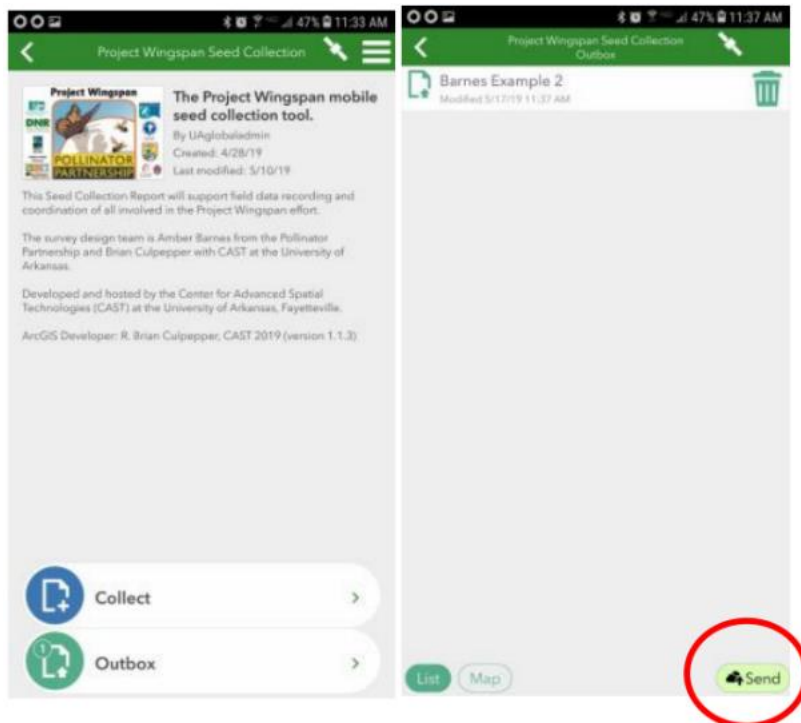 47% 11:33 AM
Project Wingspan Seed Collection
Project Wingspan
DNR
POLLINATOR
PARTNERSHIP
The Project Wingspan mobile
seed collection tool.
By UAglobaladmin
Created: 4/28/19
Last modified: 5/10/19
This Seed Collection Report will support field data recording and
coordination of all involved in the Project Wingspan effort.
The survey design team is Amber Barnes from the Pollinator
Partnership and Brian Culpepper with CAST at the University of
Arkansas.
Developed and hosted by the Center for Advanced Spatial
Technologies (CAST) at the University of Arkansas, Fayetteville.
ArcGIS Developer: R. Brian Culpepper, CAST 2019 (version 1.1.3)
Collect
1
Outbox
47% 11:37 AM
Project Wingspan Seed Collection
Outbox
Barnes Example 2
Modified 5/17/19 11:37 AM
List
Map
Send